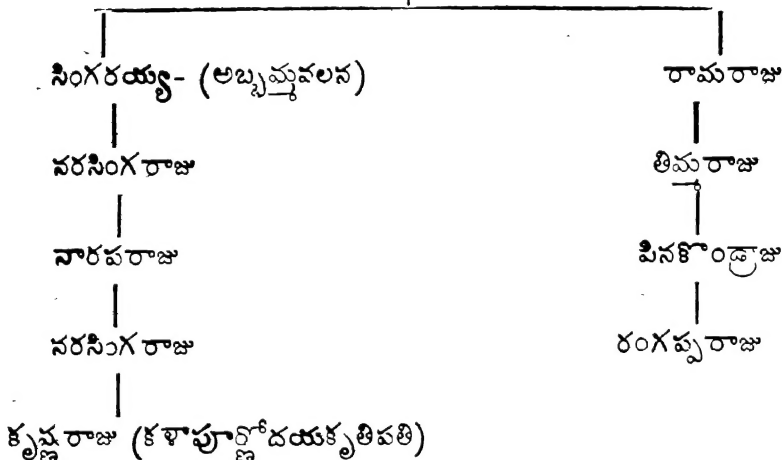 సింగరయ్య- (అబ్బమ్మవలన) రామరాజు
నరసింగరాజు తిమ్మరాజు
నారపరాజు పినకొండ్రాజు
నరసింగరాజు రంగప్పరాజు
కృష్ణరాజు (కళాపూర్ణోదయకృతిపతి)